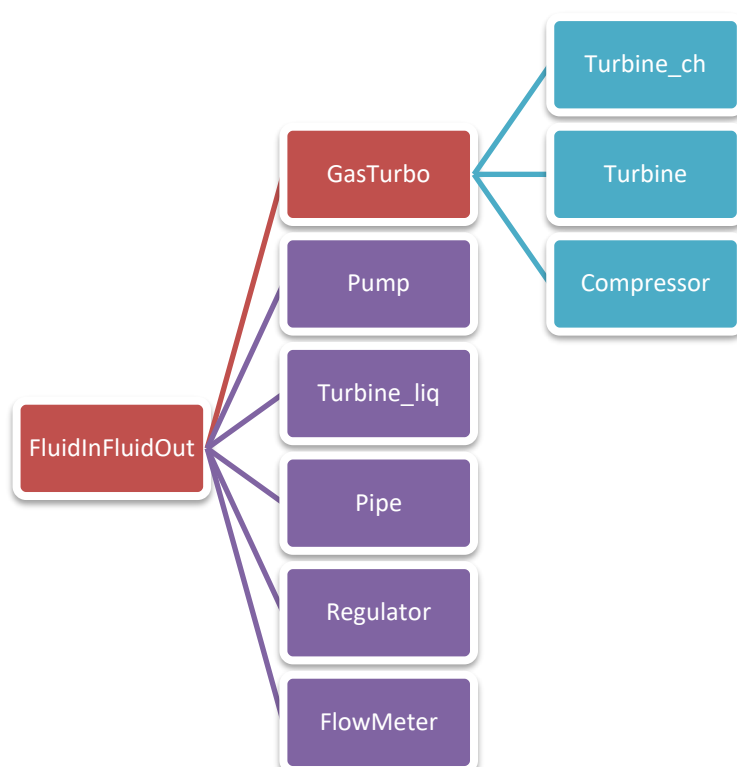 Turbine_ch
GasTurbo
Turbine
Pump
Compressor
Turbine_liq
FluidInFluidOut
Pipe
Regulator
FlowMeter